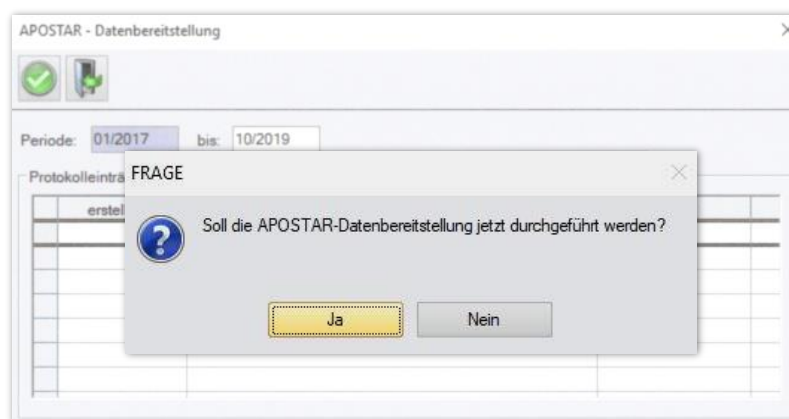 APOSTAR - Datenbereitstellung
Periode: 01/2017 bis: 10/2019
Protokolleinträ
erstel
FRAGE
Soll die APOSTAR-Datenbereitstellung jetzt durchgeführt werden?
Ja Nein